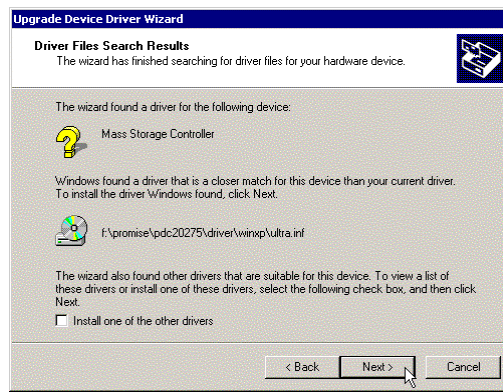 Upgrade Device Driver Wizard
Driver Files Search Results
The wizard has finished searching for driver files for your hardware device.
The wizard found a driver for the following device:
Mass Storage Controller
Windows found a driver that is a closer match for this device than your current driver.
To install the driver Windows found, click Next.
f:\promise\pdc20275\driver\winxp\ultra.inf
The wizard also found other drivers that are suitable for this device. To view a list of
these drivers or install one of these drivers, select the following check box, and then click
Next.
Install one of the other drivers
< Back Next > Cancel